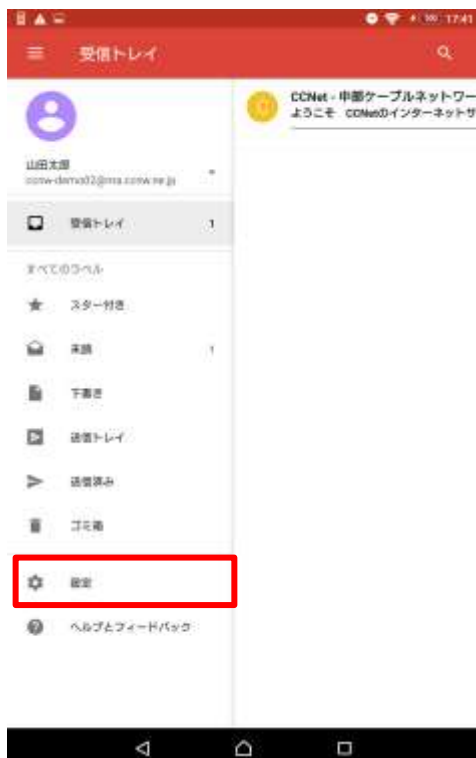 17:41
受信トレイ
CCNet - 中部ケーブルネットワー
ようこそ CCNetのインターネットサ
山田太郎
受信トレイ 1
すべてのラベル
スター付き
未読 1
下書き
送信トレイ
送信済み
ゴミ箱
設定
ヘルプとフィードバック